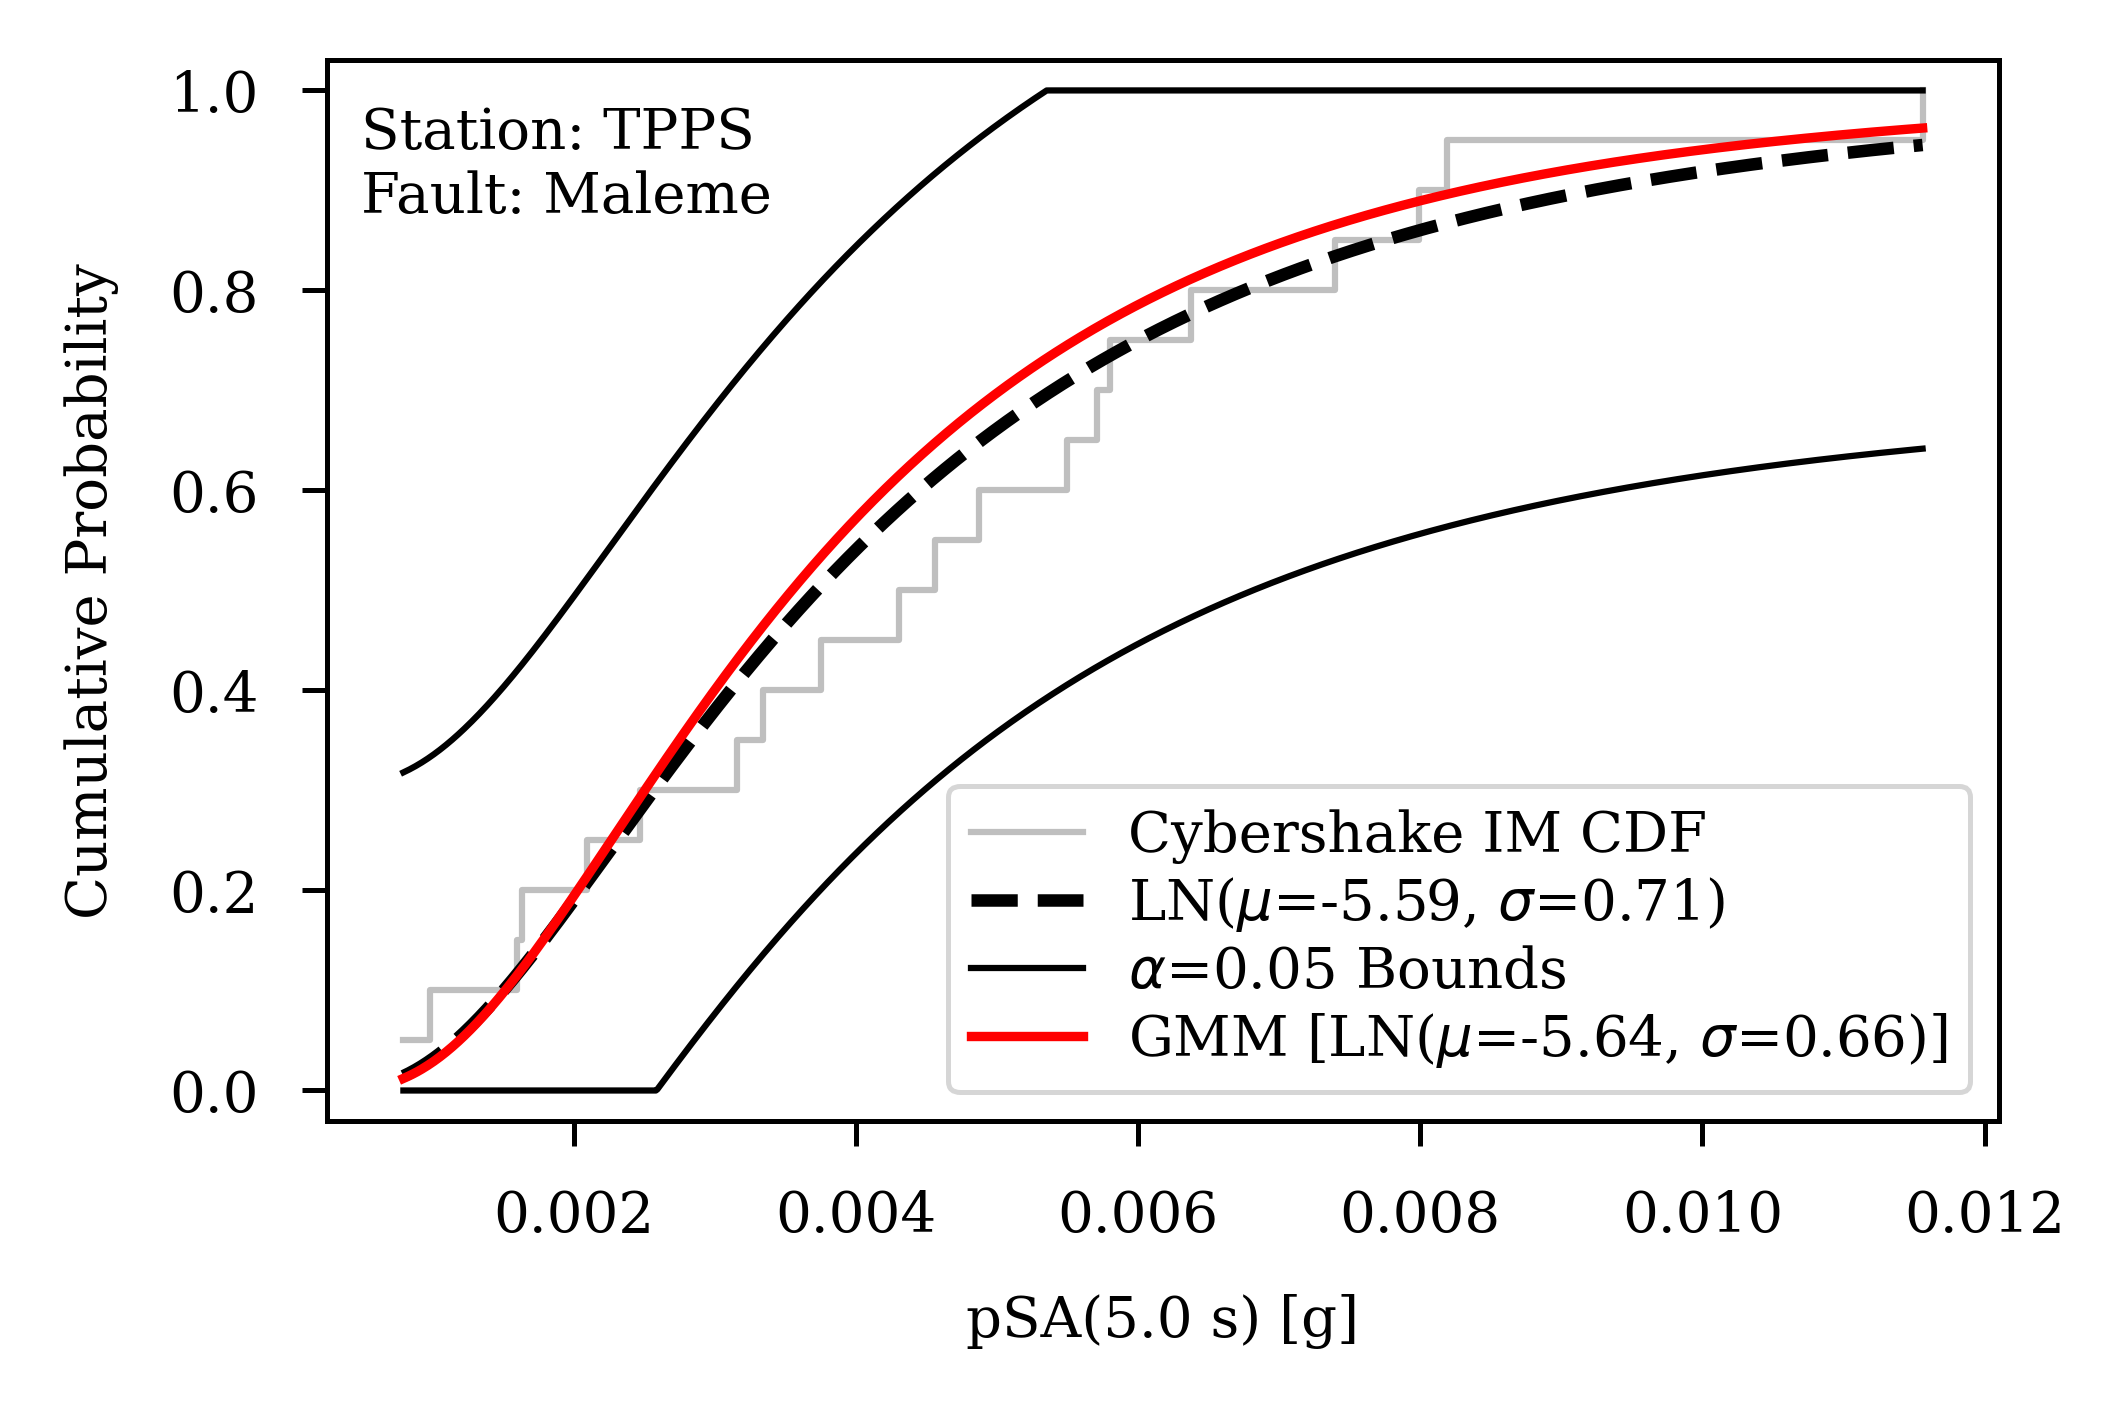 Station: TPPS
Fault: Maleme
1.0
0.8
0.6
0.4
0.2
0.0
Cumulative Probability
Cybershake IM CDF
LN(μ=-5.59, σ=0.71)
α=0.05 Bounds
GMM [LN(μ=-5.64, σ=0.66)]
0.002 0.004 0.006 0.008 0.010 0.012
pSA(5.0 s) [g]